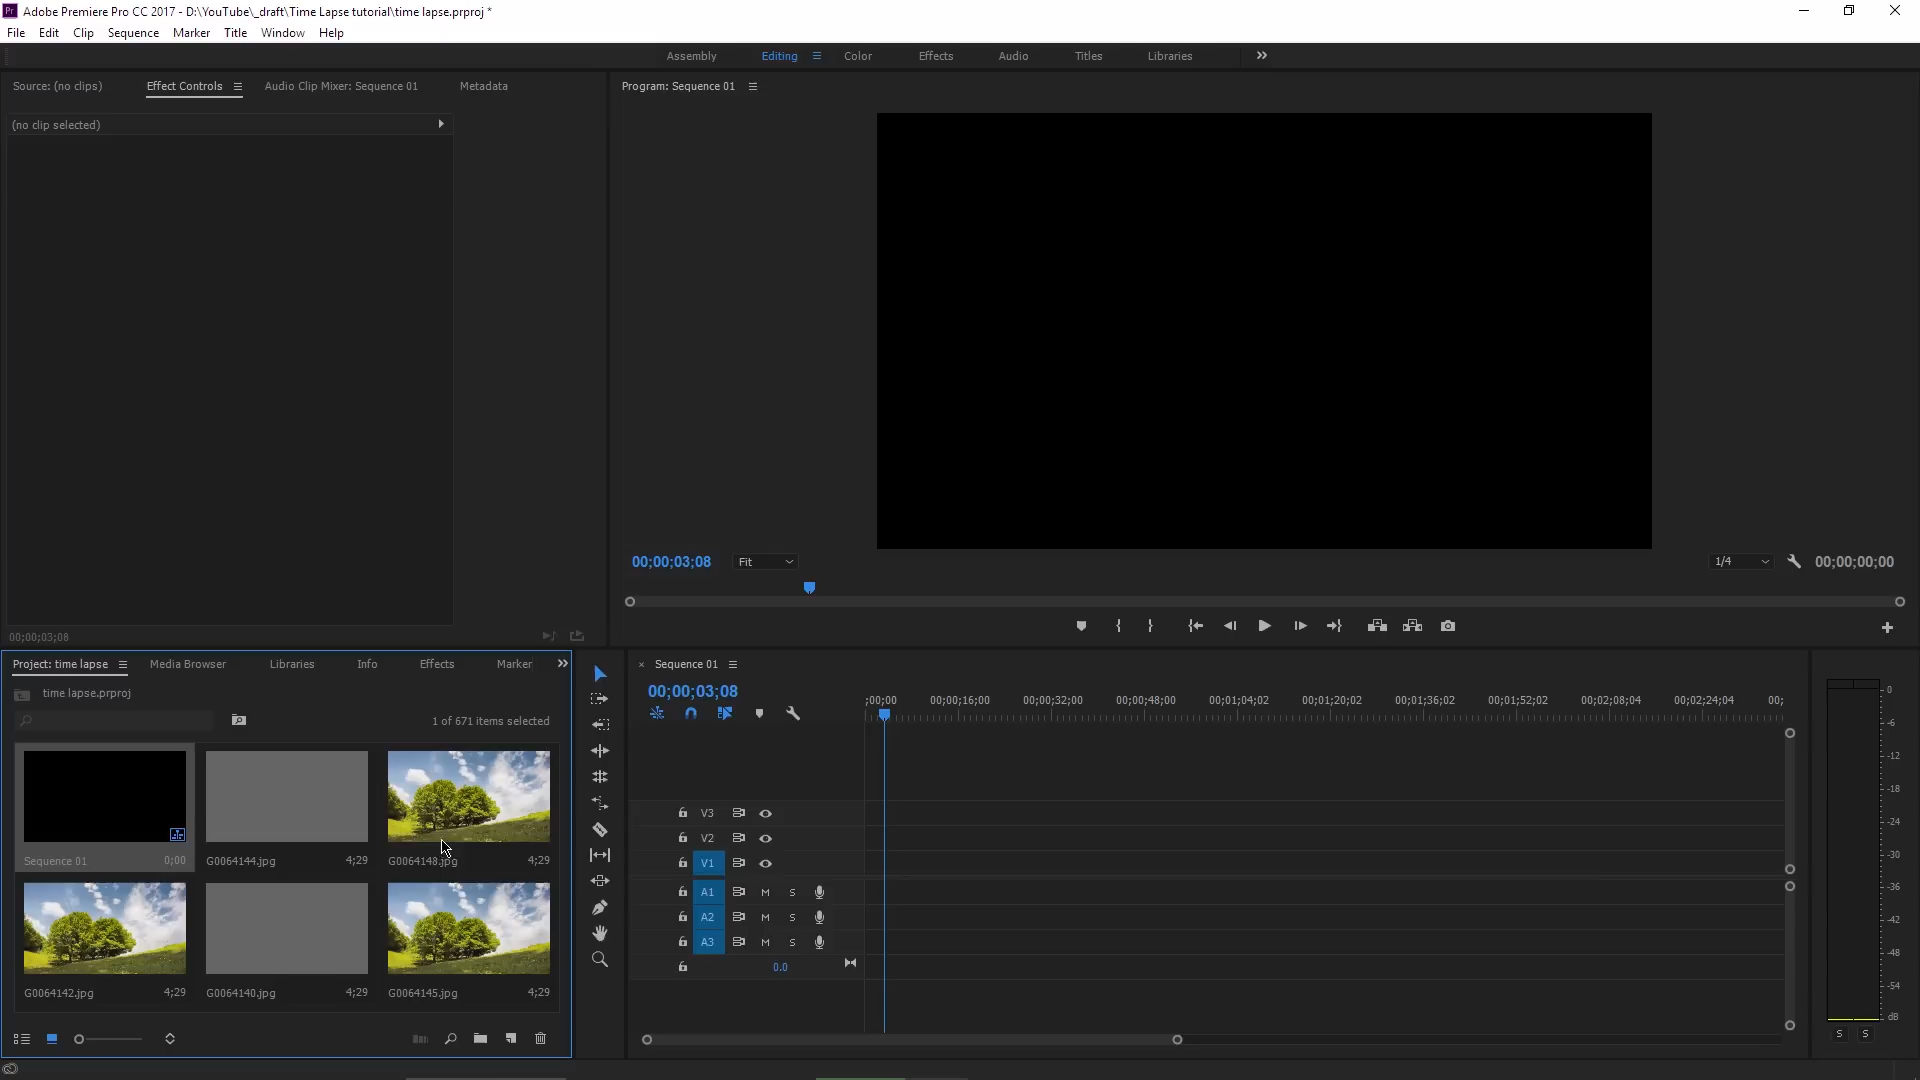 Pr Adobe Premiere Pro CC 2017 - D:\YouTube\_draft\Time Lapse tutorial\time lapse.prproj *
File Edit Clip Sequence Marker Title Window Help
Assembly Editing Color Effects Audio Titles Libraries
Source: (no clips) Effect Controls Audio Clip Mixer: Sequence 01 Metadata
Program: Sequence 01
(no clip selected)
00;00;03;08 Fit 1/4 00;00;00;00
00;00;03;08
Project: time lapse Media Browser Libraries Info Effects Marker
time lapse.prproj
1 of 671 items selected
Sequence 01 0;00
G0064144.jpg 4;29
G0064148.jpg 4;29
G0064142.jpg 4;29
G0064140.jpg 4;29
G0064145.jpg 4;29
× Sequence 01
00;00;03;08
;00;00 00;00;16;00 00;00;32;00 00;00;48;00 00;01;04;02 00;01;20;02 00;01;36;02 00;01;52;02 00;02;08;04 00;02;24;04 00;
V3
V2
V1
A1 M S
A2 M S
A3 M S
0.0
0
-6
-12
-18
-24
-30
-36
-42
-48
-54
dB
S S